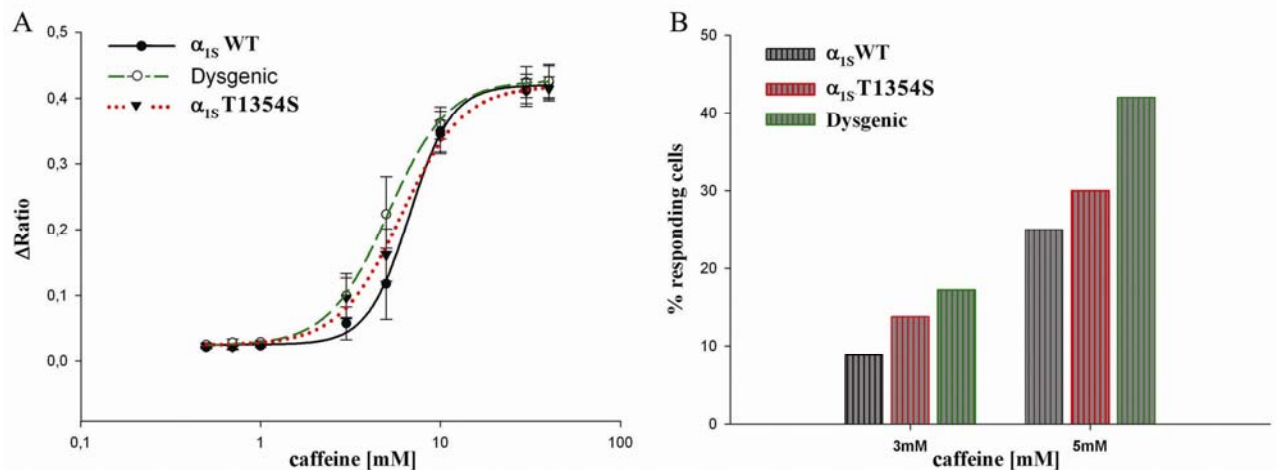 A
α1S WT
Dysgenic
α1S T1354S
0,5
0,4
0,3
0,2
0,1
0,0
ΔRatio
0,1
1
10
100
caffeine [mM]
B
α1SWT
α1ST1354S
Dysgenic
50
40
30
20
10
0
% responding cells
3mM
5mM
caffeine [mM]